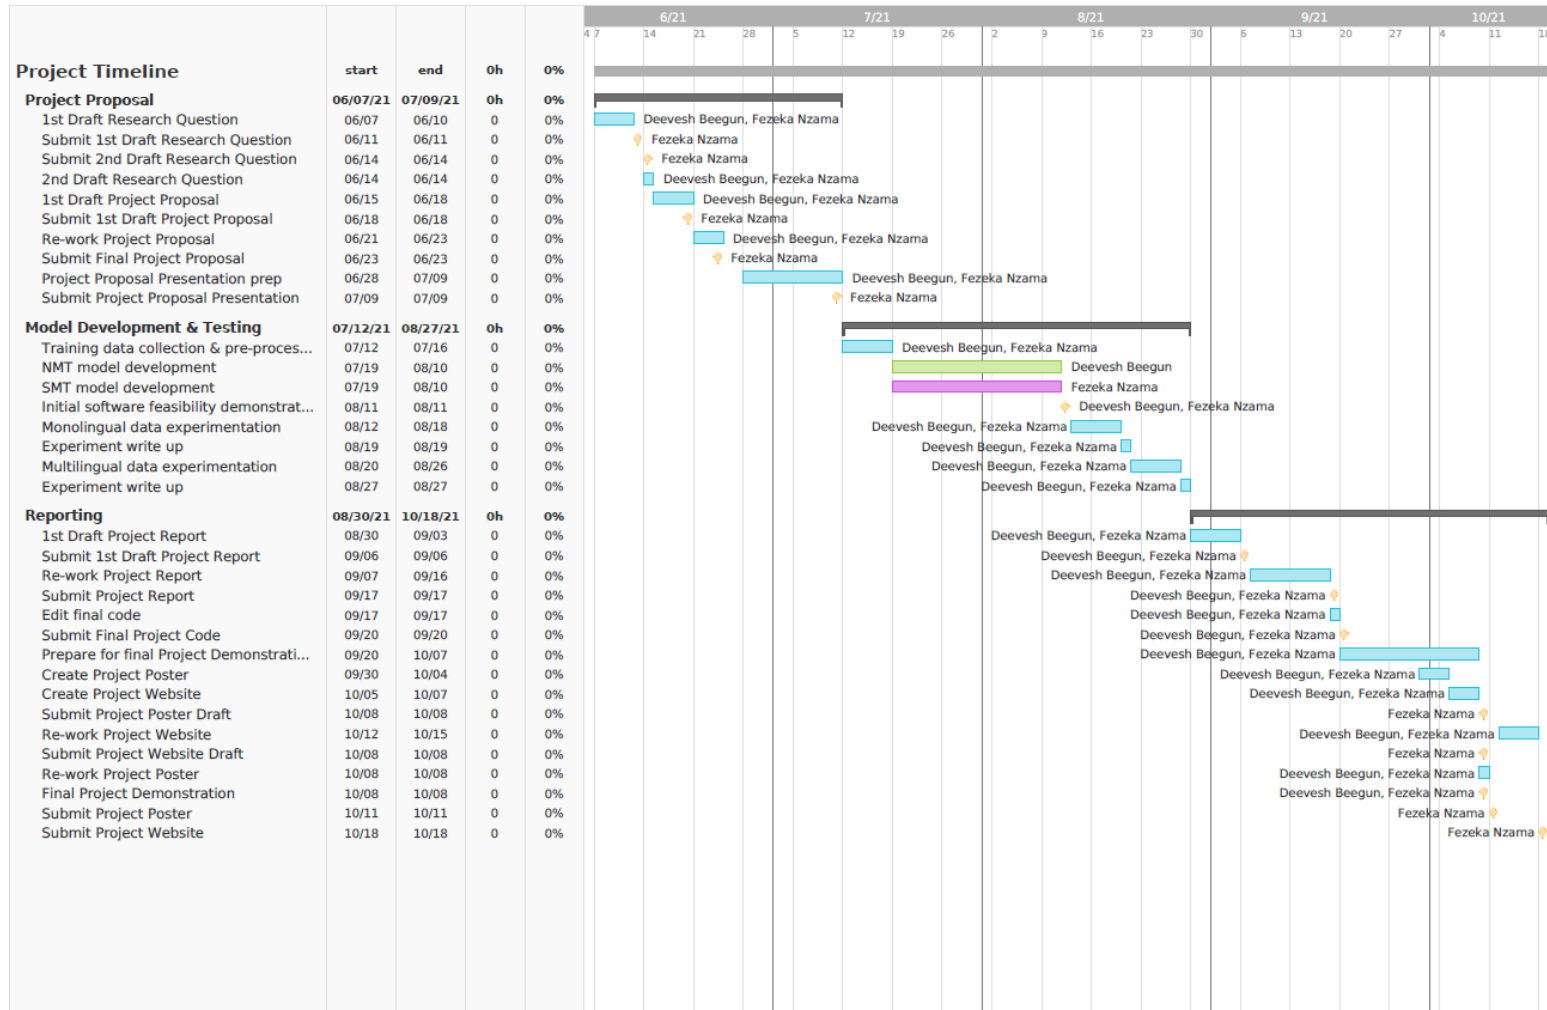 6/21 7/21 8/21 9/21 10/21
4 7 14 21 28 5 12 19 26 2 9 16 23 30 6 13 20 27 4 11 18
Project Timeline start end 0h 0%
Project Proposal 06/07/21 07/09/21 0h 0%
1st Draft Research Question 06/07 06/10 0 0% Deevesh Beegun, Fezeka Nzama
Submit 1st Draft Research Question 06/11 06/11 0 0% Fezeka Nzama
Submit 2nd Draft Research Question 06/14 06/14 0 0% Fezeka Nzama
2nd Draft Research Question 06/14 06/14 0 0% Deevesh Beegun, Fezeka Nzama
1st Draft Project Proposal 06/15 06/18 0 0% Deevesh Beegun, Fezeka Nzama
Submit 1st Draft Project Proposal 06/18 06/18 0 0% Fezeka Nzama
Re-work Project Proposal 06/21 06/23 0 0% Deevesh Beegun, Fezeka Nzama
Submit Final Project Proposal 06/23 06/23 0 0% Fezeka Nzama
Project Proposal Presentation prep 06/28 07/09 0 0% Deevesh Beegun, Fezeka Nzama
Submit Project Proposal Presentation 07/09 07/09 0 0% Fezeka Nzama
Model Development & Testing 07/12/21 08/27/21 0h 0%
Training data collection & pre-proces... 07/12 07/16 0 0% Deevesh Beegun, Fezeka Nzama
NMT model development 07/19 08/10 0 0% Deevesh Beegun
SMT model development 07/19 08/10 0 0% Fezeka Nzama
Initial software feasibility demonstrat... 08/11 08/11 0 0% Deevesh Beegun, Fezeka Nzama
Monolingual data experimentation 08/12 08/18 0 0% Deevesh Beegun, Fezeka Nzama
Experiment write up 08/19 08/19 0 0% Deevesh Beegun, Fezeka Nzama
Multilingual data experimentation 08/20 08/26 0 0% Deevesh Beegun, Fezeka Nzama
Experiment write up 08/27 08/27 0 0% Deevesh Beegun, Fezeka Nzama
Reporting 08/30/21 10/18/21 0h 0%
1st Draft Project Report 08/30 09/03 0 0% Deevesh Beegun, Fezeka Nzama
Submit 1st Draft Project Report 09/06 09/06 0 0% Deevesh Beegun, Fezeka Nzama
Re-work Project Report 09/07 09/16 0 0% Deevesh Beegun, Fezeka Nzama
Submit Project Report 09/17 09/17 0 0% Deevesh Beegun, Fezeka Nzama
Edit final code 09/17 09/17 0 0% Deevesh Beegun, Fezeka Nzama
Submit Final Project Code 09/20 09/20 0 0% Deevesh Beegun, Fezeka Nzama
Prepare for final Project Demonstrati... 09/20 10/07 0 0% Deevesh Beegun, Fezeka Nzama
Create Project Poster 09/30 10/04 0 0% Deevesh Beegun, Fezeka Nzama
Create Project Website 10/05 10/07 0 0% Deevesh Beegun, Fezeka Nzama
Submit Project Poster Draft 10/08 10/08 0 0% Fezeka Nzama
Re-work Project Website 10/12 10/15 0 0% Deevesh Beegun, Fezeka Nzama
Submit Project Website Draft 10/08 10/08 0 0% Fezeka Nzama
Re-work Project Poster 10/08 10/08 0 0% Deevesh Beegun, Fezeka Nzama
Final Project Demonstration 10/08 10/08 0 0% Deevesh Beegun, Fezeka Nzama
Submit Project Poster 10/11 10/11 0 0% Fezeka Nzama
Submit Project Website 10/18 10/18 0 0% Fezeka Nzama